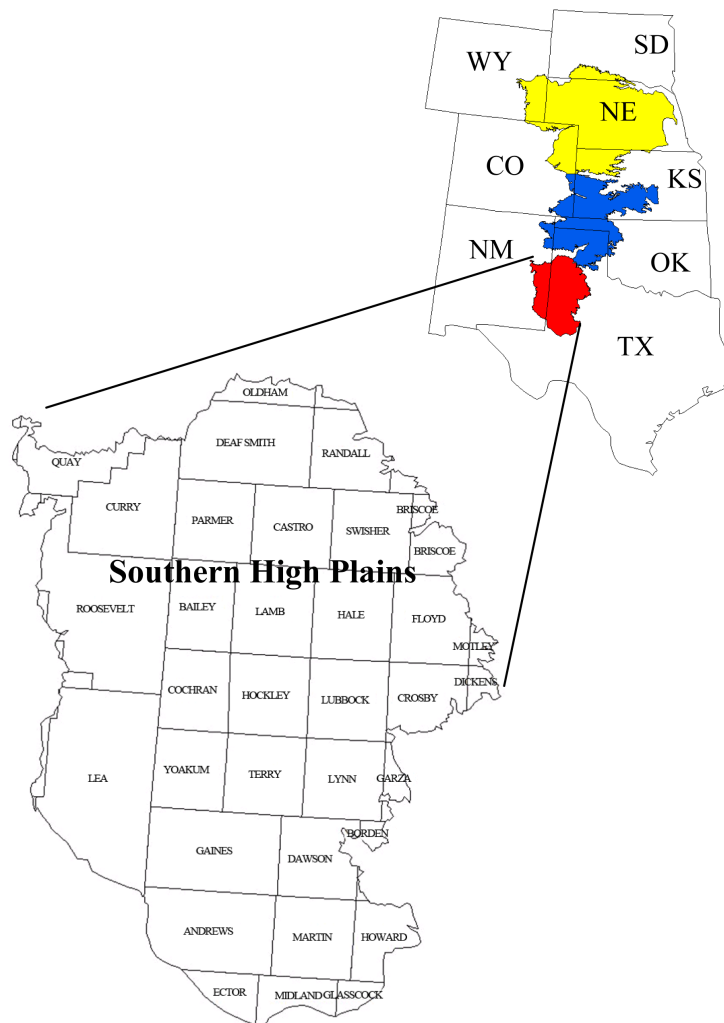 SD
WY
NE
CO
KS
NM
OK
TX
OLDHAM
DEAF SMITH
RANDALL
QUAY
CURRY
PARMER
CASTRO
SWISHER
BRISCOE
BRISCOE
Southern High Plains
ROOSEVELT
BAILEY
LAMB
HALE
FLOYD
MOTLEY
DICKENS
COCHRAN
HOCKLEY
LUBBOCK
CROSBY
LEA
YOAKUM
TERRY
LYNN
GARZA
BORDEN
GAINES
DAWSON
ANDREWS
MARTIN
HOWARD
ECTOR
MIDLAND
GLASSCOCK